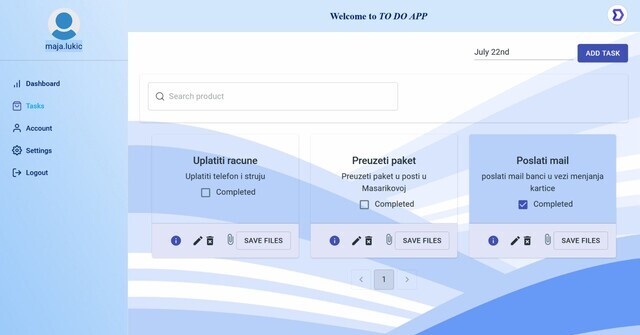 Welcome to TO DO APP
maja.lukic
Dashboard
Tasks
Account
Settings
Logout
July 22nd
ADD TASK
Search product
Uplatiti racune
Uplatiti telefon i struju
Completed
SAVE FILES
Preuzeti paket
Preuzeti paket u posti u
Masarikovoj
Completed
SAVE FILES
Poslati mail
poslati mail banci u vezi menjanja
kartice
Completed
SAVE FILES
1